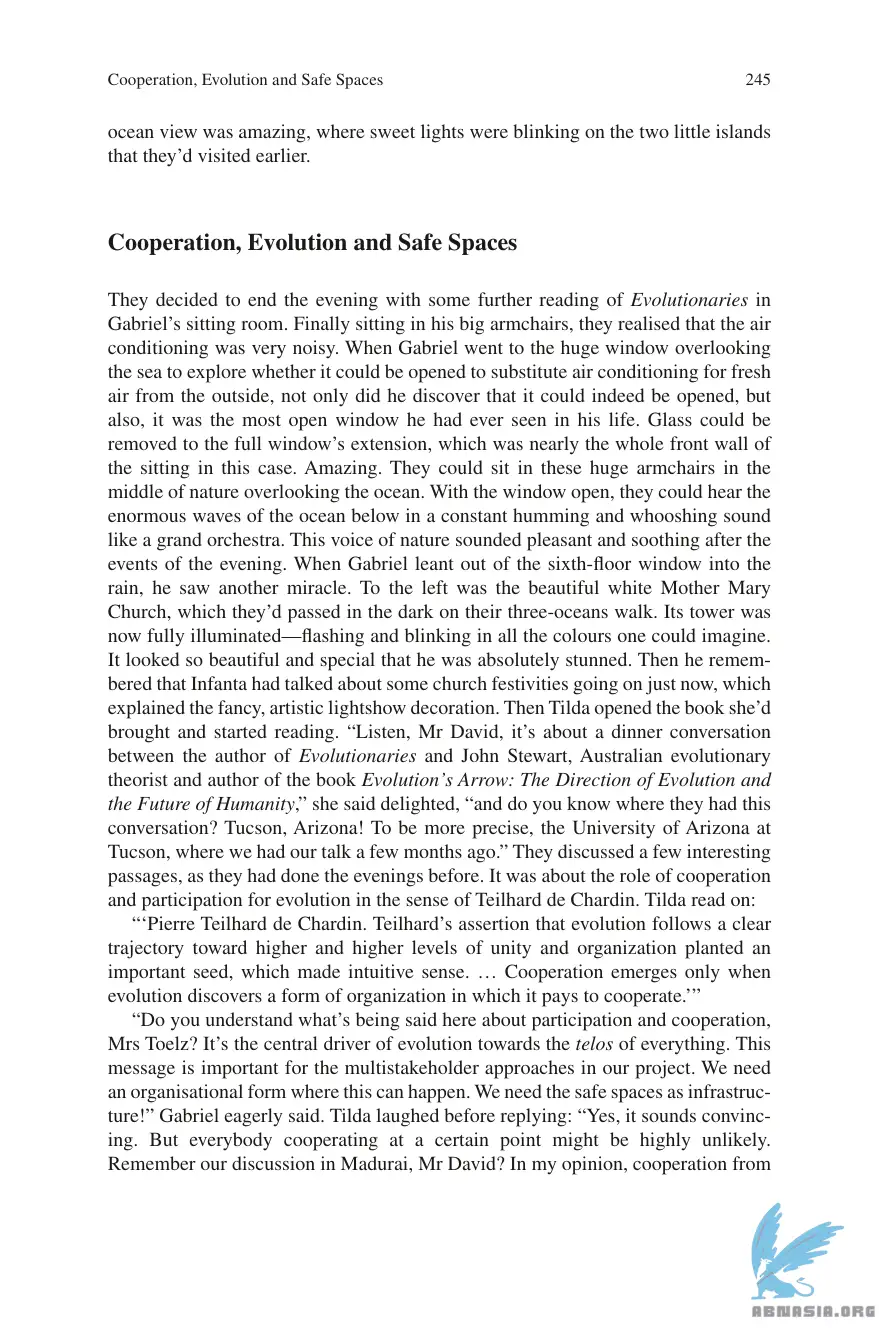 Cooperation, Evolution and Safe Spaces 245
ocean view was amazing, where sweet lights were blinking on the two little islands
that they’d visited earlier.
Cooperation, Evolution and Safe Spaces
They decided to end the evening with some further reading of Evolutionaries in
Gabriel’s sitting room. Finally sitting in his big armchairs, they realised that the air
conditioning was very noisy. When Gabriel went to the huge window overlooking
the sea to explore whether it could be opened to substitute air conditioning for fresh
air from the outside, not only did he discover that it could indeed be opened, but
also, it was the most open window he had ever seen in his life. Glass could be
removed to the full window’s extension, which was nearly the whole front wall of
the sitting in this case. Amazing. They could sit in these huge armchairs in the
middle of nature overlooking the ocean. With the window open, they could hear the
enormous waves of the ocean below in a constant humming and whooshing sound
like a grand orchestra. This voice of nature sounded pleasant and soothing after the
events of the evening. When Gabriel leant out of the sixth-floor window into the
rain, he saw another miracle. To the left was the beautiful white Mother Mary
Church, which they’d passed in the dark on their three-oceans walk. Its tower was
now fully illuminated—flashing and blinking in all the colours one could imagine.
It looked so beautiful and special that he was absolutely stunned. Then he remem-
bered that Infanta had talked about some church festivities going on just now, which
explained the fancy, artistic lightshow decoration. Then Tilda opened the book she’d
brought and started reading. “Listen, Mr David, it’s about a dinner conversation
between the author of Evolutionaries and John Stewart, Australian evolutionary
theorist and author of the book Evolution’s Arrow: The Direction of Evolution and
the Future of Humanity,” she said delighted, “and do you know where they had this
conversation? Tucson, Arizona! To be more precise, the University of Arizona at
Tucson, where we had our talk a few months ago.” They discussed a few interesting
passages, as they had done the evenings before. It was about the role of cooperation
and participation for evolution in the sense of Teilhard de Chardin. Tilda read on:
“‘Pierre Teilhard de Chardin. Teilhard’s assertion that evolution follows a clear
trajectory toward higher and higher levels of unity and organization planted an
important seed, which made intuitive sense. … Cooperation emerges only when
evolution discovers a form of organization in which it pays to cooperate.’”
“Do you understand what’s being said here about participation and cooperation,
Mrs Toelz? It’s the central driver of evolution towards the telos of everything. This
message is important for the multistakeholder approaches in our project. We need
an organisational form where this can happen. We need the safe spaces as infrastruc-
ture!” Gabriel eagerly said. Tilda laughed before replying: “Yes, it sounds convinc-
ing. But everybody cooperating at a certain point might be highly unlikely.
Remember our discussion in Madurai, Mr David? In my opinion, cooperation from
ABNASIA.ORG